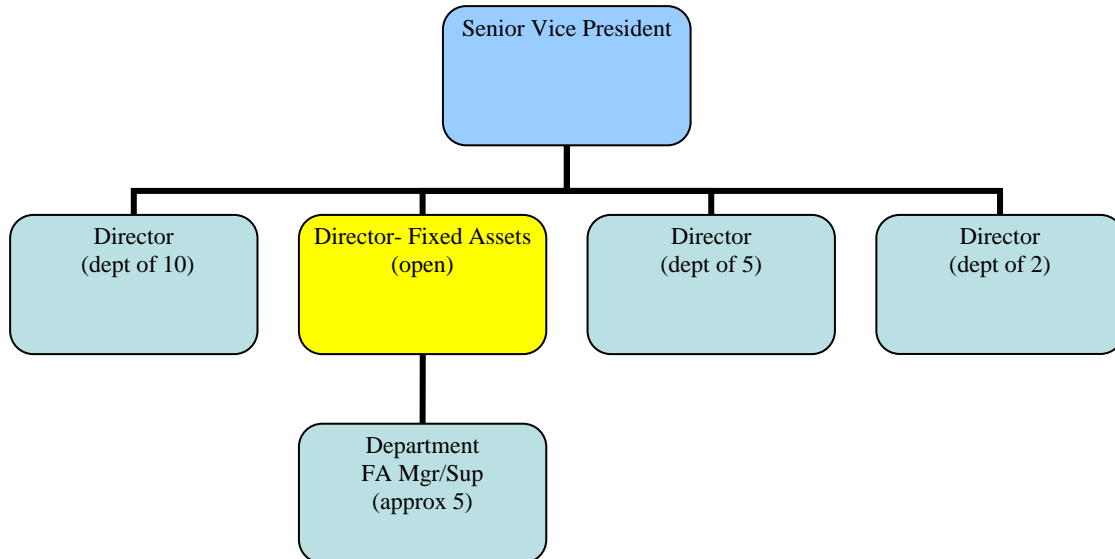 Senior Vice President
Director
(dept of 10)
Director- Fixed Assets
(open)
Director
(dept of 5)
Director
(dept of 2)
Department
FA Mgr/Sup
(approx 5)